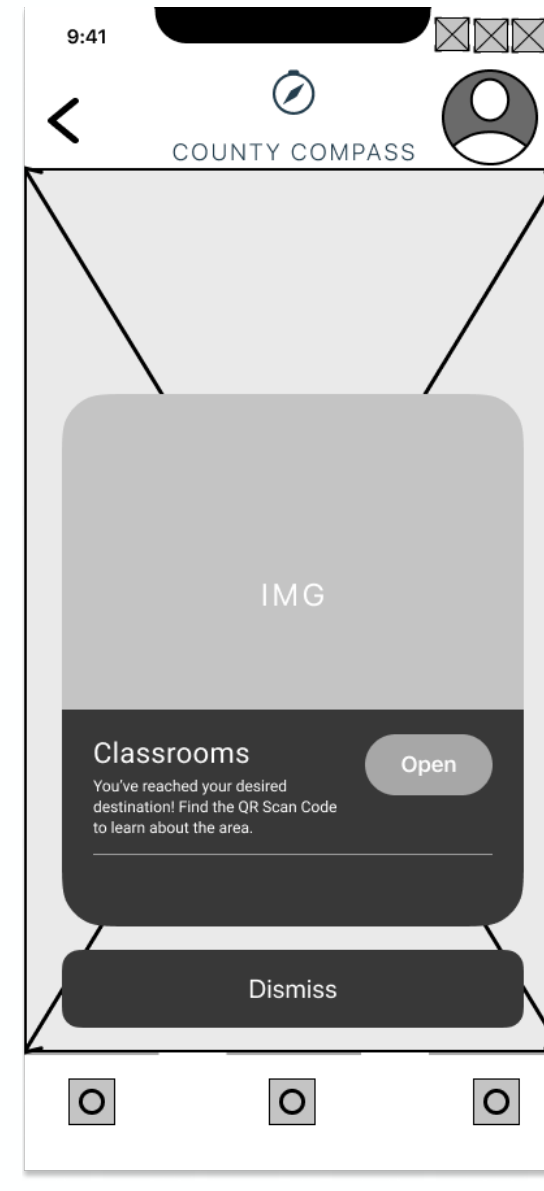 9:41
COUNTY COMPASS
IMG
Classrooms
Open
You've reached your desired
destination! Find the QR Scan Code
to learn about the area.
Dismiss